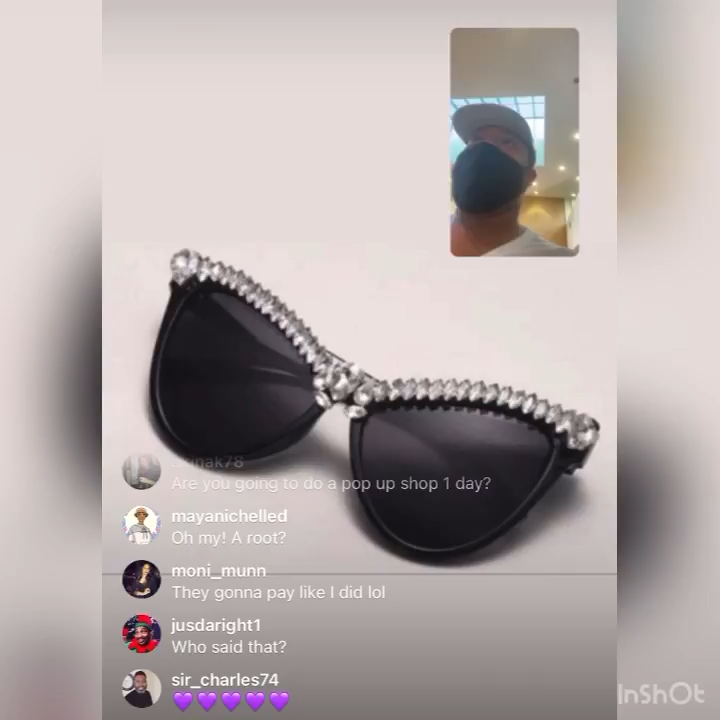 Are you going to do a pop up shop 1 day?
mayanichelled
Oh my! A root?
moni_munn
They gonna pay like I did lol
jusdaright1
Who said that?
sir_charles74
💜💜💜💜💜
InShOt